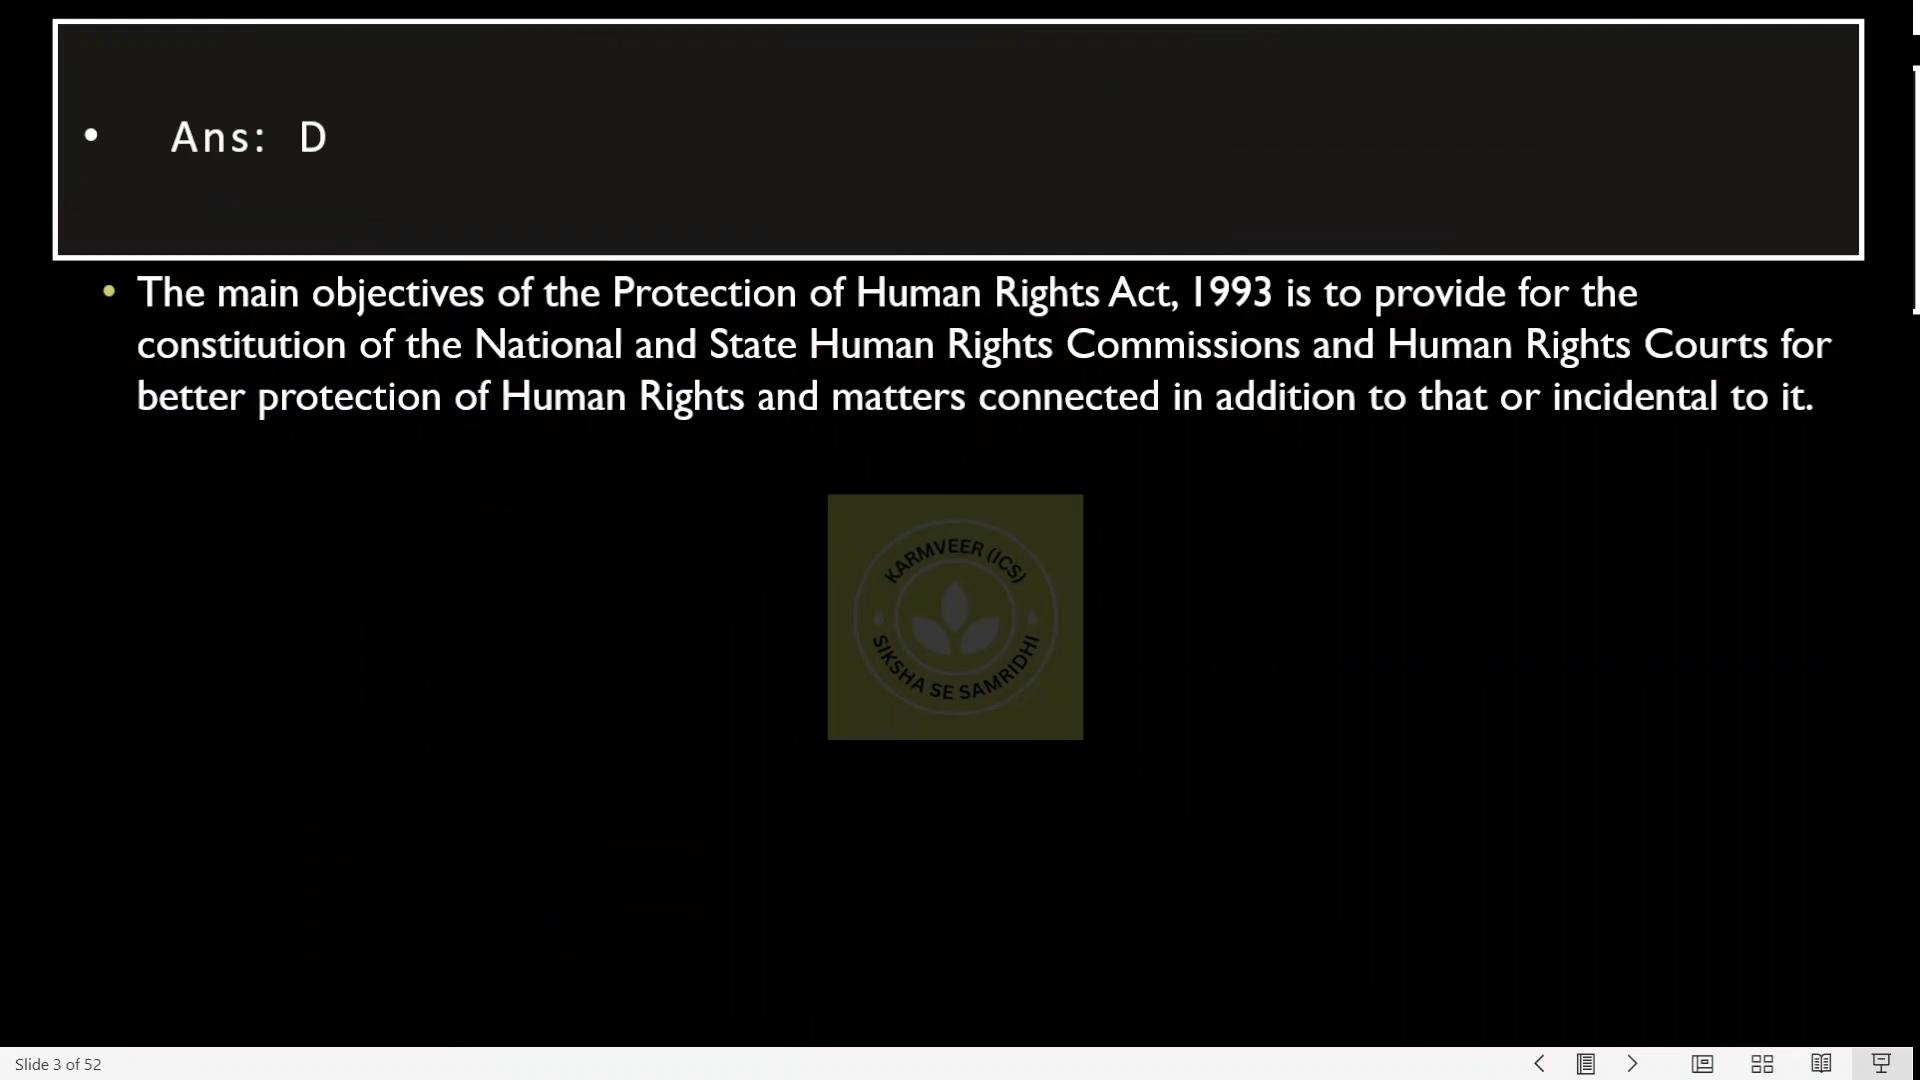 • Ans: D
• The main objectives of the Protection of Human Rights Act, 1993 is to provide for the
constitution of the National and State Human Rights Commissions and Human Rights Courts for
better protection of Human Rights and matters connected in addition to that or incidental to it.
KARMVEER (ICS)
SIKSHA SE SAMRIDHI
Slide 3 of 52